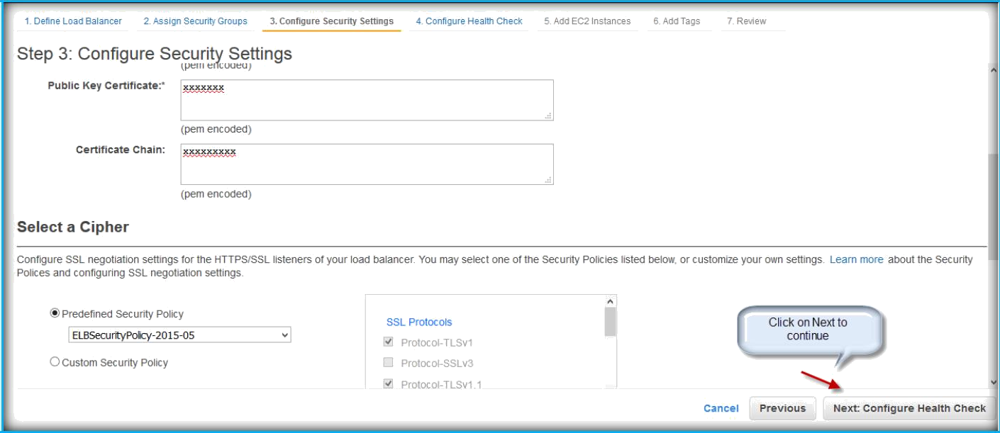 1. Define Load Balancer 2. Assign Security Groups 3. Configure Security Settings 4. Configure Health Check 5. Add EC2 Instances 6. Add Tags 7. Review
Step 3: Configure Security Settings
(pem encoded)
Public Key Certificate:* xxxxxxx
(pem encoded)
Certificate Chain: xxxxxxxxx
(pem encoded)
Select a Cipher
Configure SSL negotiation settings for the HTTPS/SSL listeners of your load balancer. You may select one of the Security Policies listed below, or customize your own settings. Learn more about the Security
Polices and configuring SSL negotiation settings.
Predefined Security Policy
ELBSecurityPolicy-2015-05
Custom Security Policy
SSL Protocols
Protocol-TLSv1
Protocol-SSLv3
Protocol-TLSv1.1
Click on Next to
continue
Cancel Previous Next: Configure Health Check